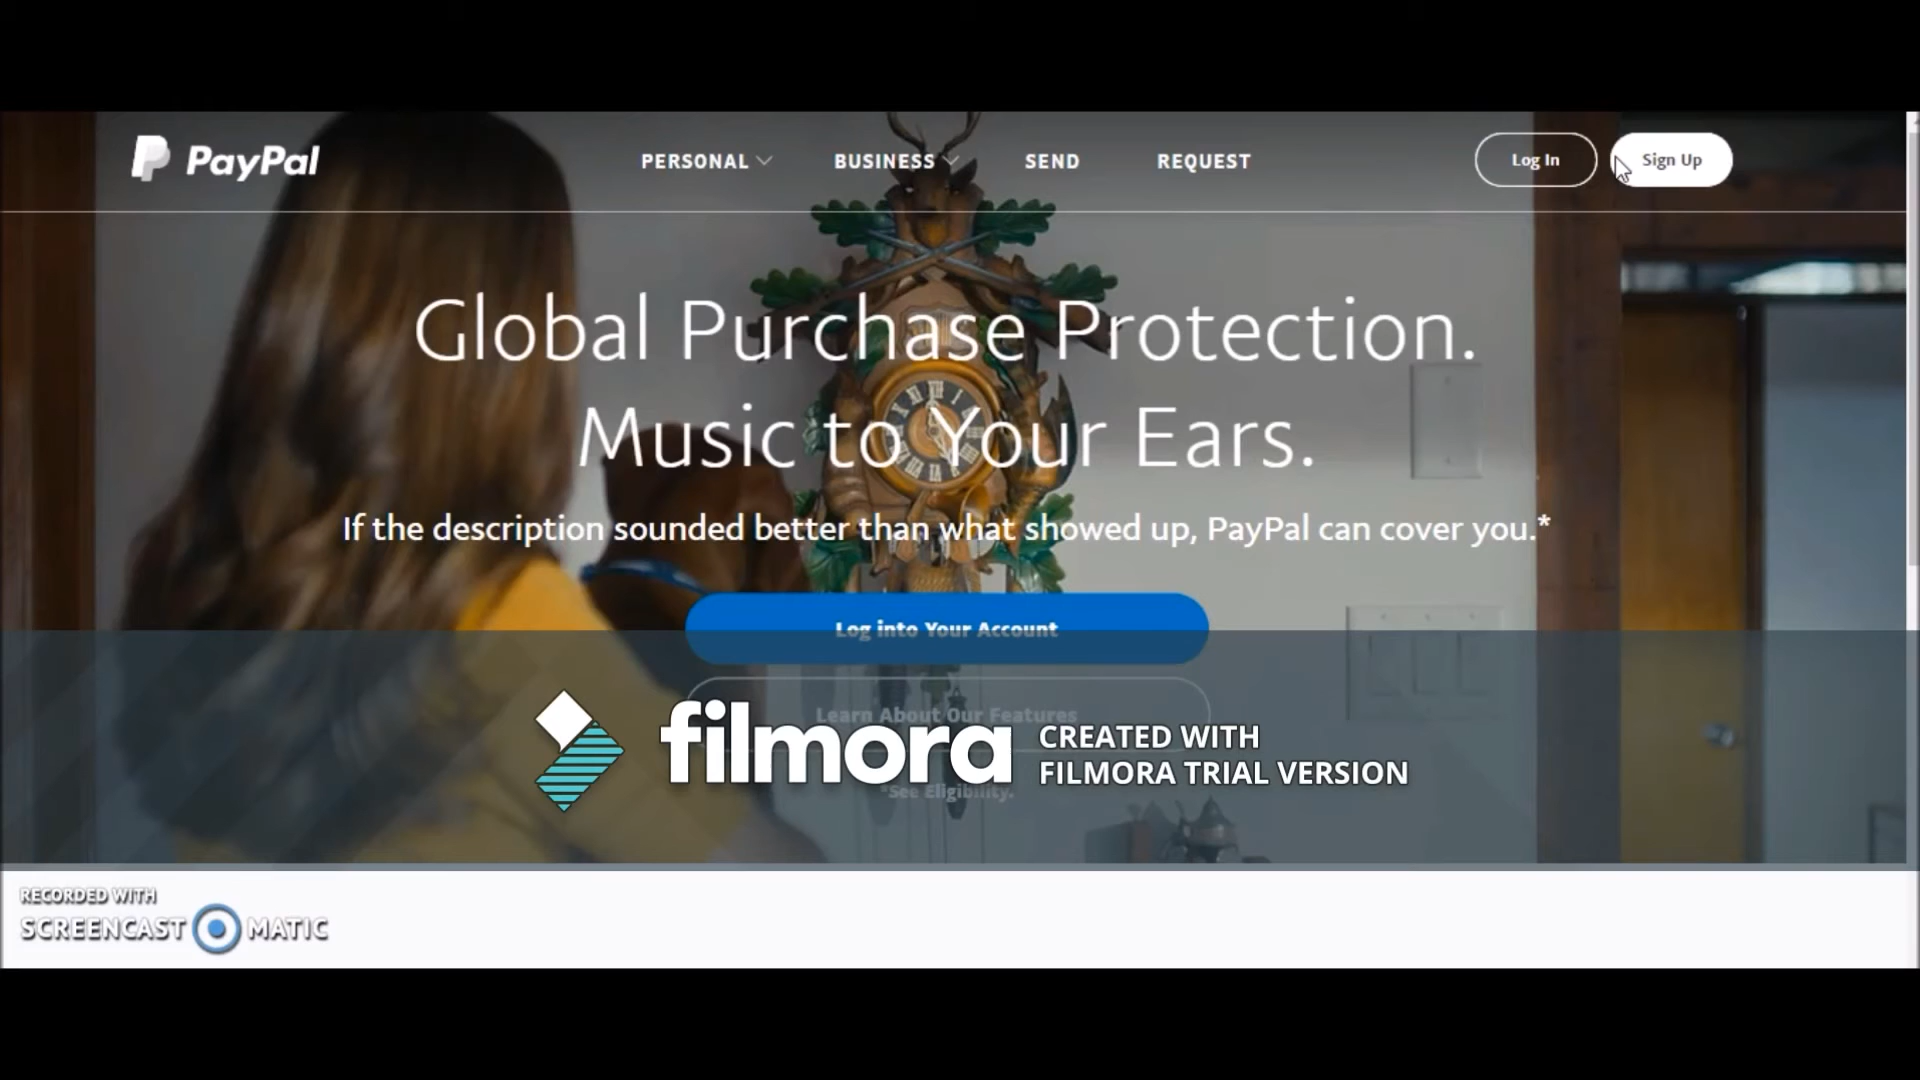 PayPal
PERSONAL
BUSINESS
SEND
REQUEST
Log In
Sign Up
Global Purchase Protection.
Music to Your Ears.
If the description sounded better than what showed up, PayPal can cover you.*
Log into Your Account
Learn About Our Features
filmora
CREATED WITH
FILMORA TRIAL VERSION
*See Eligibility.
RECORDED WITH
SCREENCAST MATIC